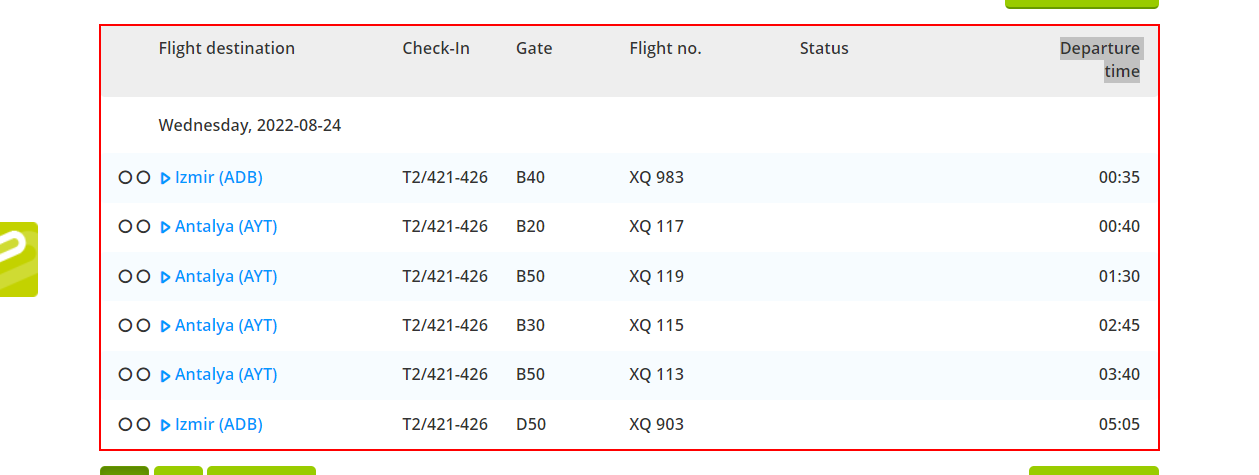 Flight destination Check-In Gate Flight no. Status Departure time
Wednesday, 2022-08-24
Izmir (ADB) T2/421-426 B40 XQ 983 00:35
Antalya (AYT) T2/421-426 B20 XQ 117 00:40
Antalya (AYT) T2/421-426 B50 XQ 119 01:30
Antalya (AYT) T2/421-426 B30 XQ 115 02:45
Antalya (AYT) T2/421-426 B50 XQ 113 03:40
Izmir (ADB) T2/421-426 D50 XQ 903 05:05